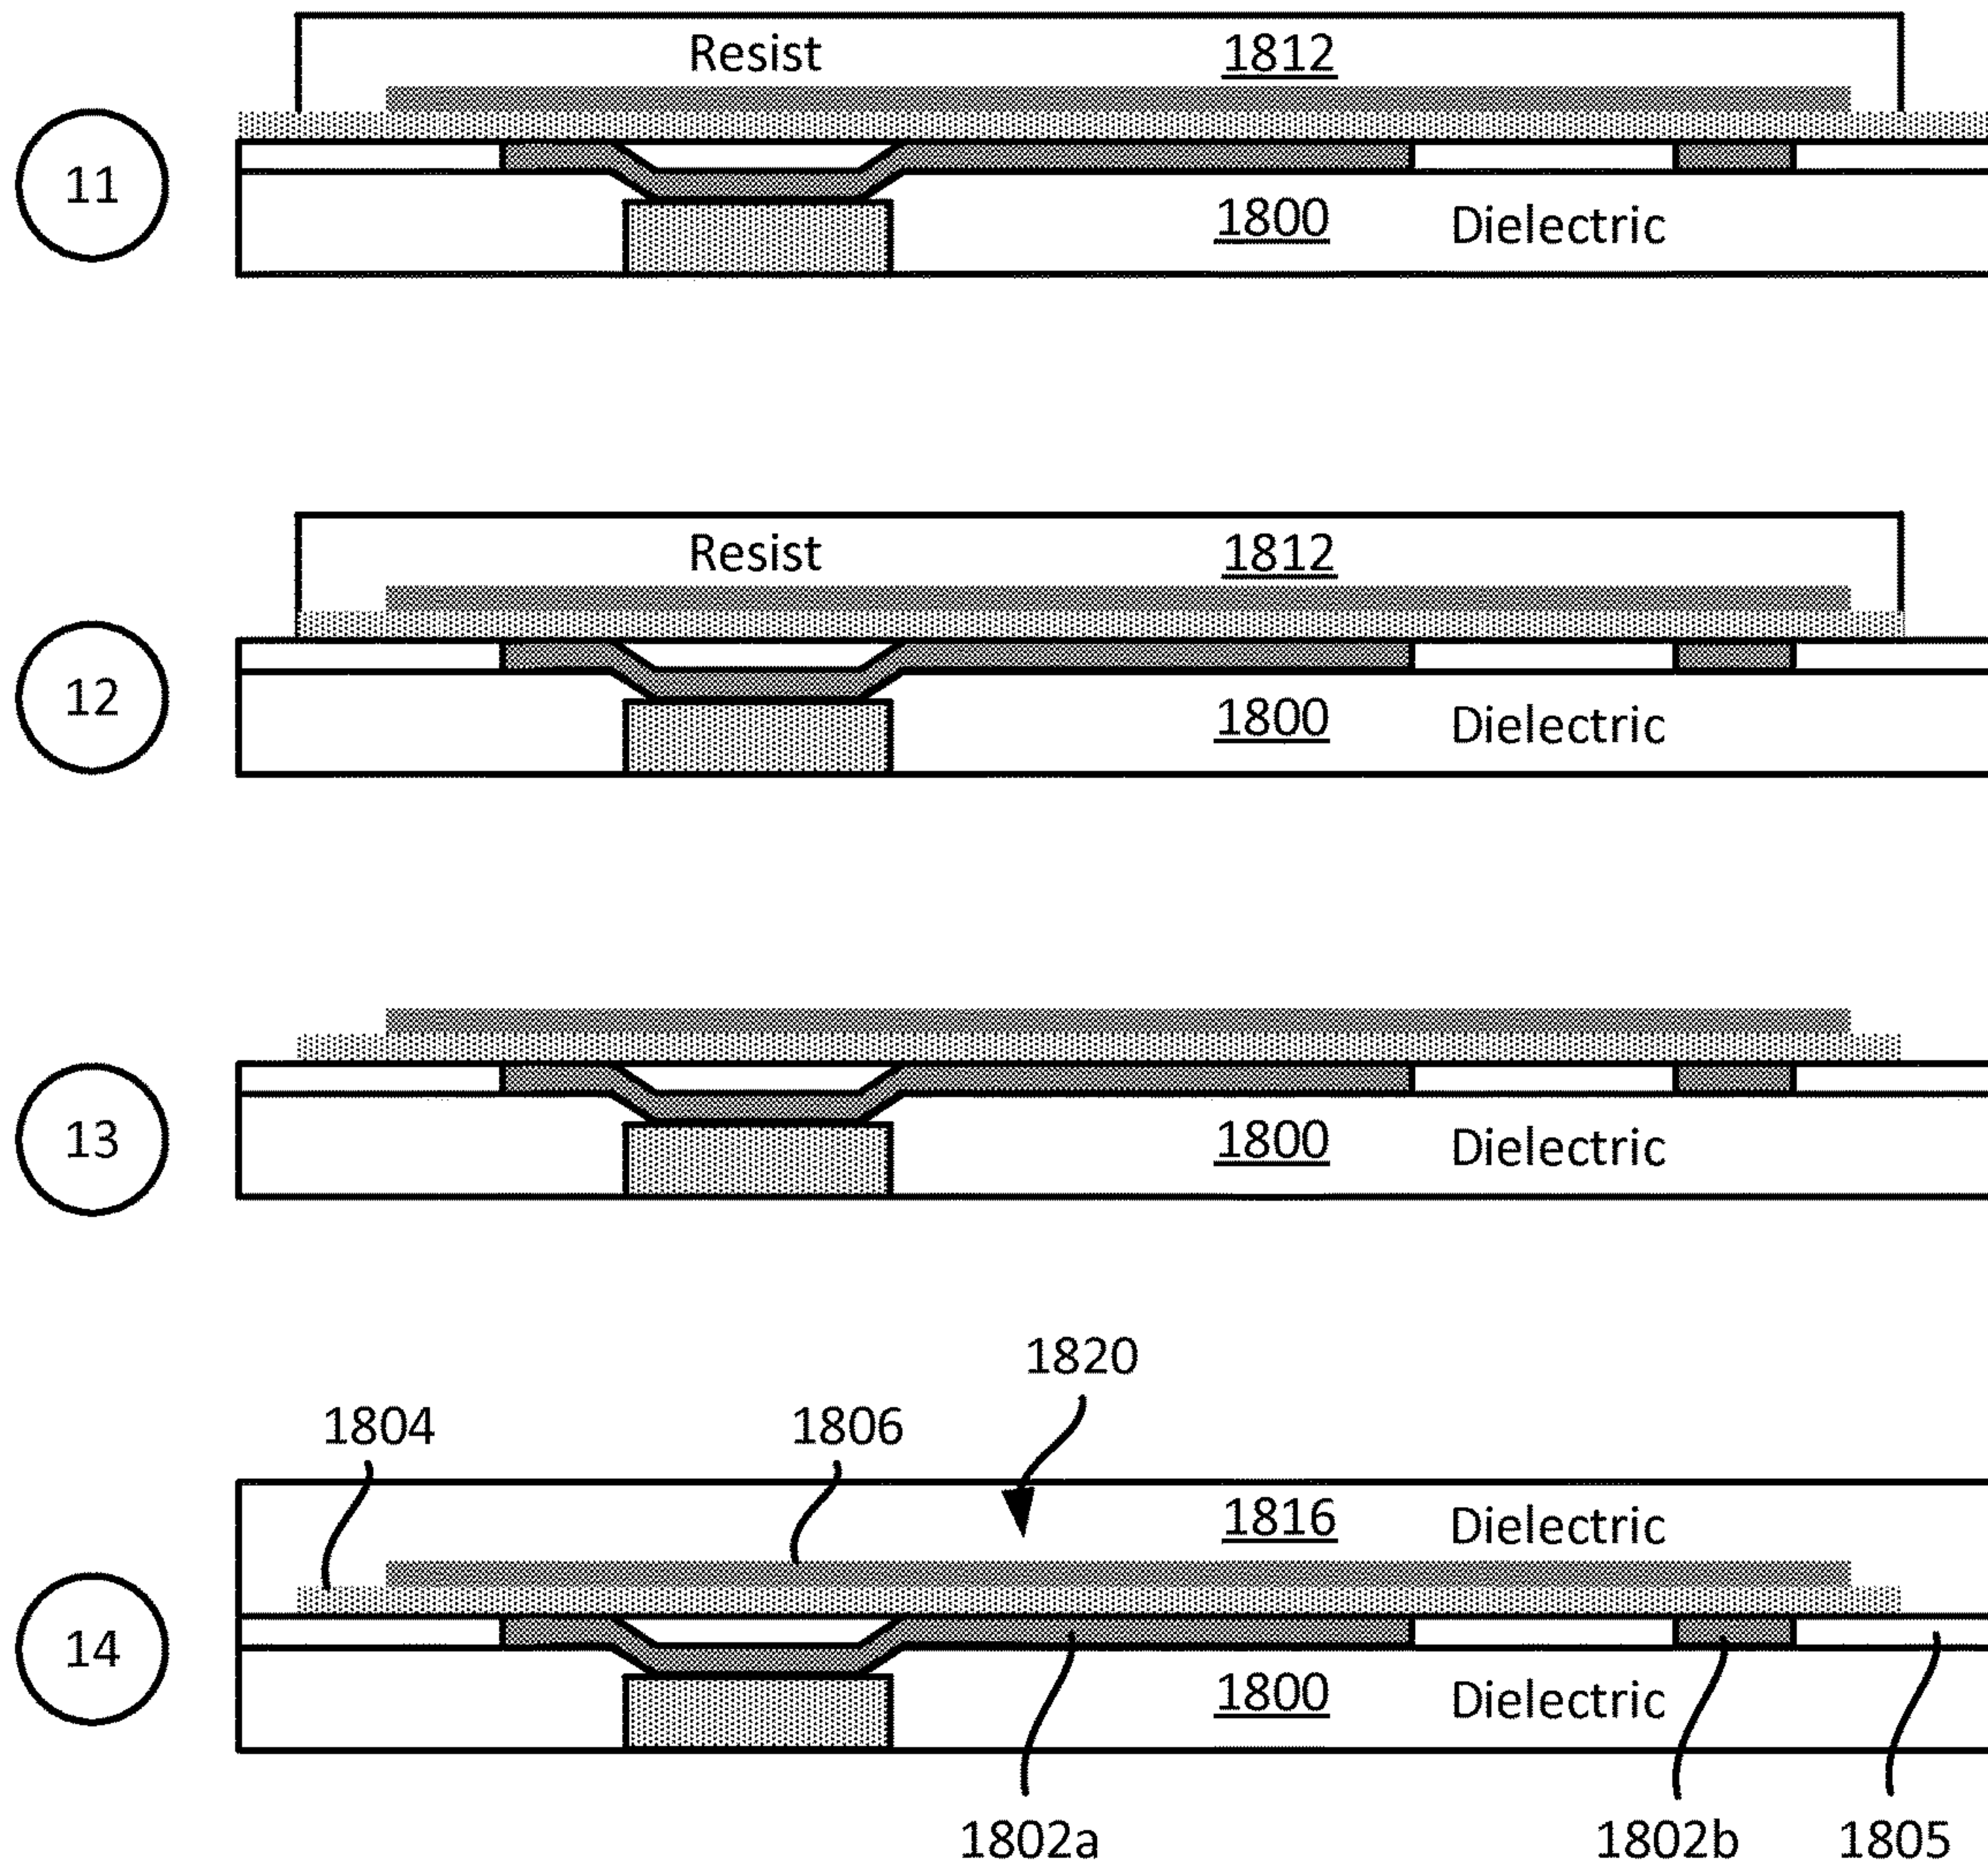 Resist 1812
11
1800 Dielectric
Resist 1812
12
1800 Dielectric
13
1800 Dielectric
1820
1804 1806
1816 Dielectric
14
1800 Dielectric
1802a 1802b 1805